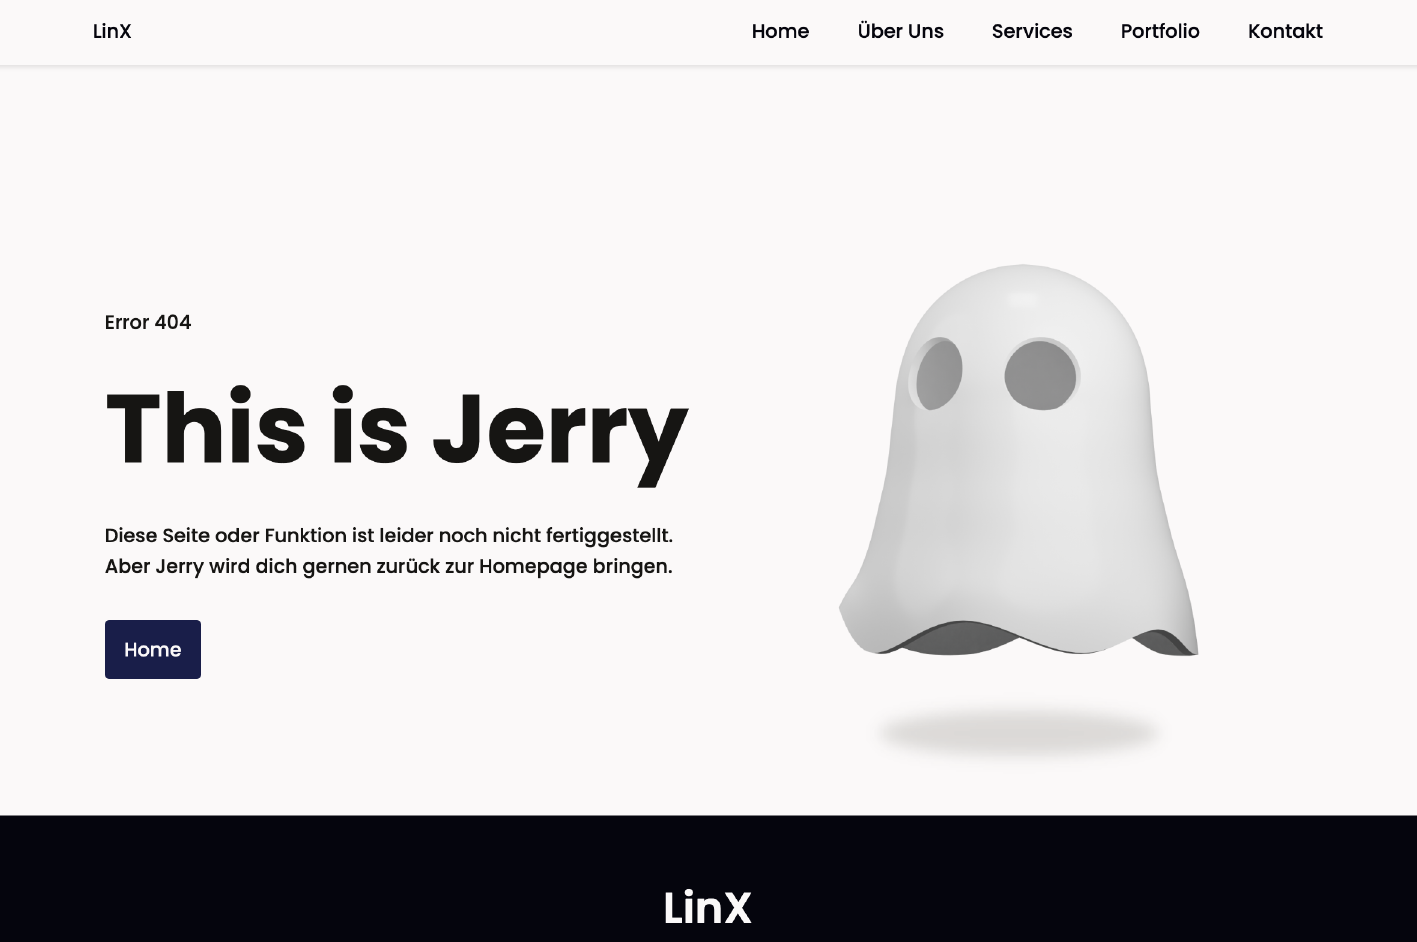 LinX
Home
Über Uns
Services
Portfolio
Kontakt
Error 404
This is Jerry
Diese Seite oder Funktion ist leider noch nicht fertiggestellt.
Aber Jerry wird dich gernen zurück zur Homepage bringen.
Home
LinX